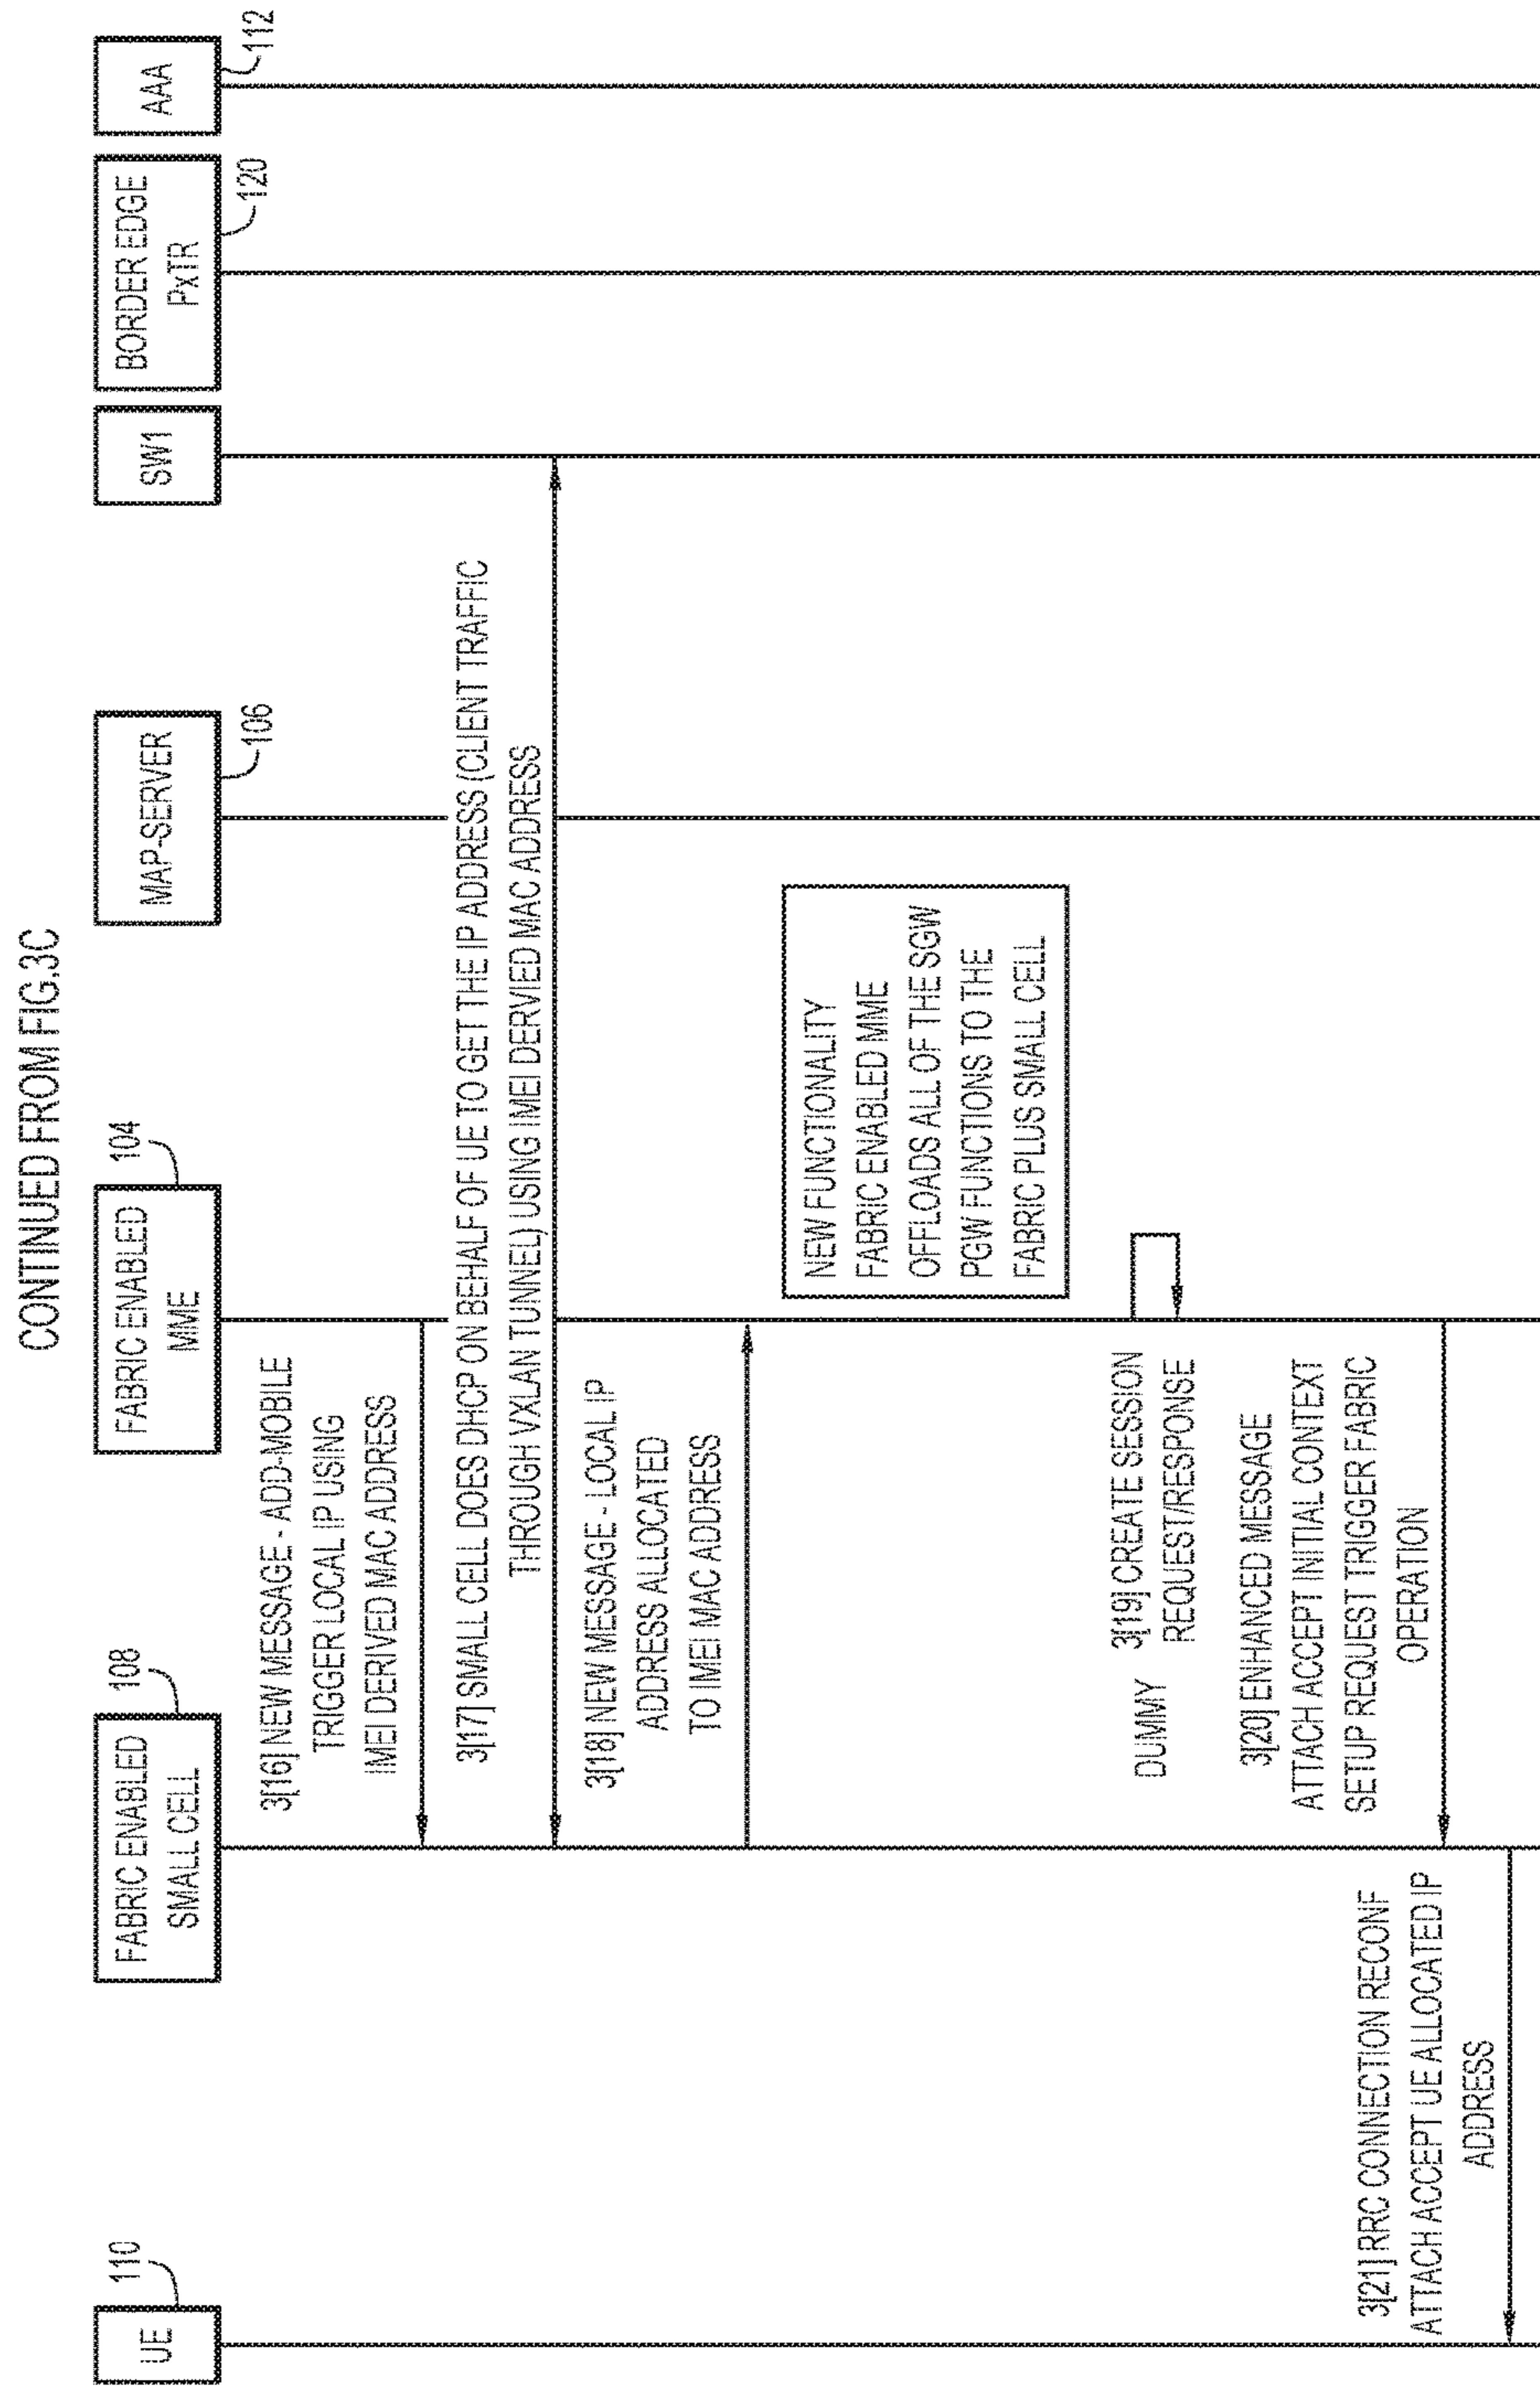 CONTINUED FROM FIG.3C
UE
110
FABRIC ENABLED
SMALL CELL
108
FABRIC ENABLED
MME
104
MAP-SERVER
106
SW1
BORDER EDGE
PxTR
120
AAA
112
3[16] NEW MESSAGE - ADD-MOBILE
TRIGGER LOCAL IP USING
IMEI DERIVED MAC ADDRESS
3[17] SMALL CELL DOES DHCP ON BEHALF OF UE TO GET THE IP ADDRESS (CLIENT TRAFFIC
THROUGH VXLAN TUNNEL) USING IMEI DERVIED MAC ADDRESS
3[18] NEW MESSAGE - LOCAL IP
ADDRESS ALLOCATED
TO IMEI MAC ADDRESS
NEW FUNCTIONALITY
FABRIC ENABLED MME
OFFLOADS ALL OF THE SGW
PGW FUNCTIONS TO THE
FABRIC PLUS SMALL CELL
DUMMY
3[19] CREATE SESSION
REQUEST/RESPONSE
3[20] ENHANCED MESSAGE
ATTACH ACCEPT INITIAL CONTEXT
SETUP REQUEST TRIGGER FABRIC
OPERATION
3[21] RRC CONNECTION RECONF
ATTACH ACCEPT UE ALLOCATED IP
ADDRESS